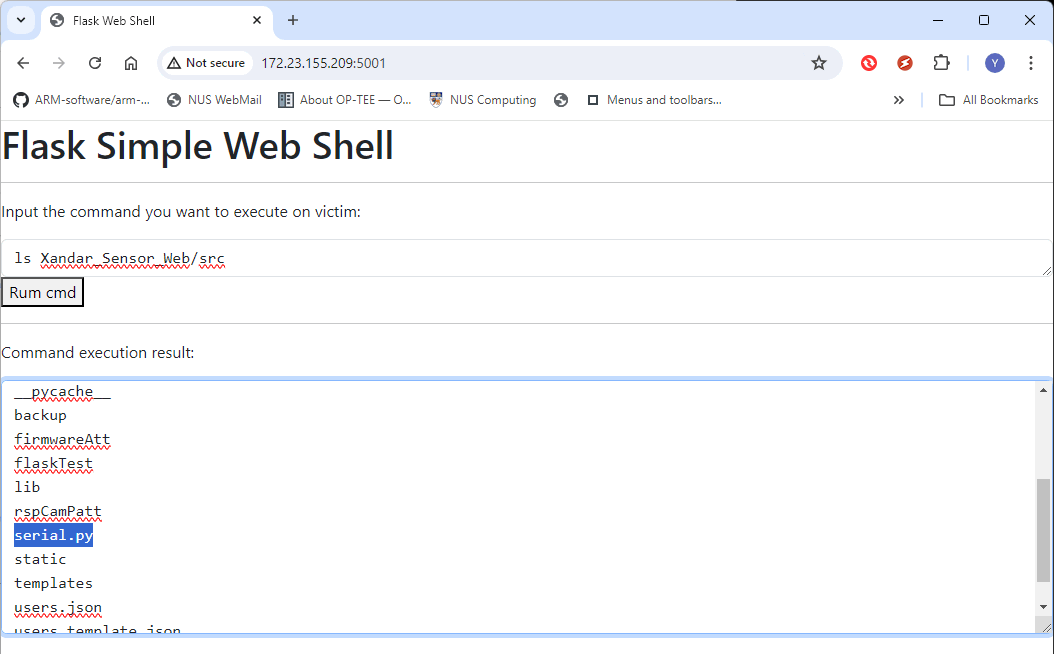 Flask Web Shell
Not secure
172.23.155.209:5001
Y
ARM-software/arm-...
NUS WebMail
About OP-TEE — O...
NUS Computing
Menus and toolbars...
»
All Bookmarks
Flask Simple Web Shell
Input the command you want to execute on victim:
ls Xandar_Sensor_Web/src
Rum cmd
Command execution result:
__pycache__
backup
firmwareAtt
flaskTest
lib
rspCamPatt
serial.py
static
templates
users.json
users_template.json